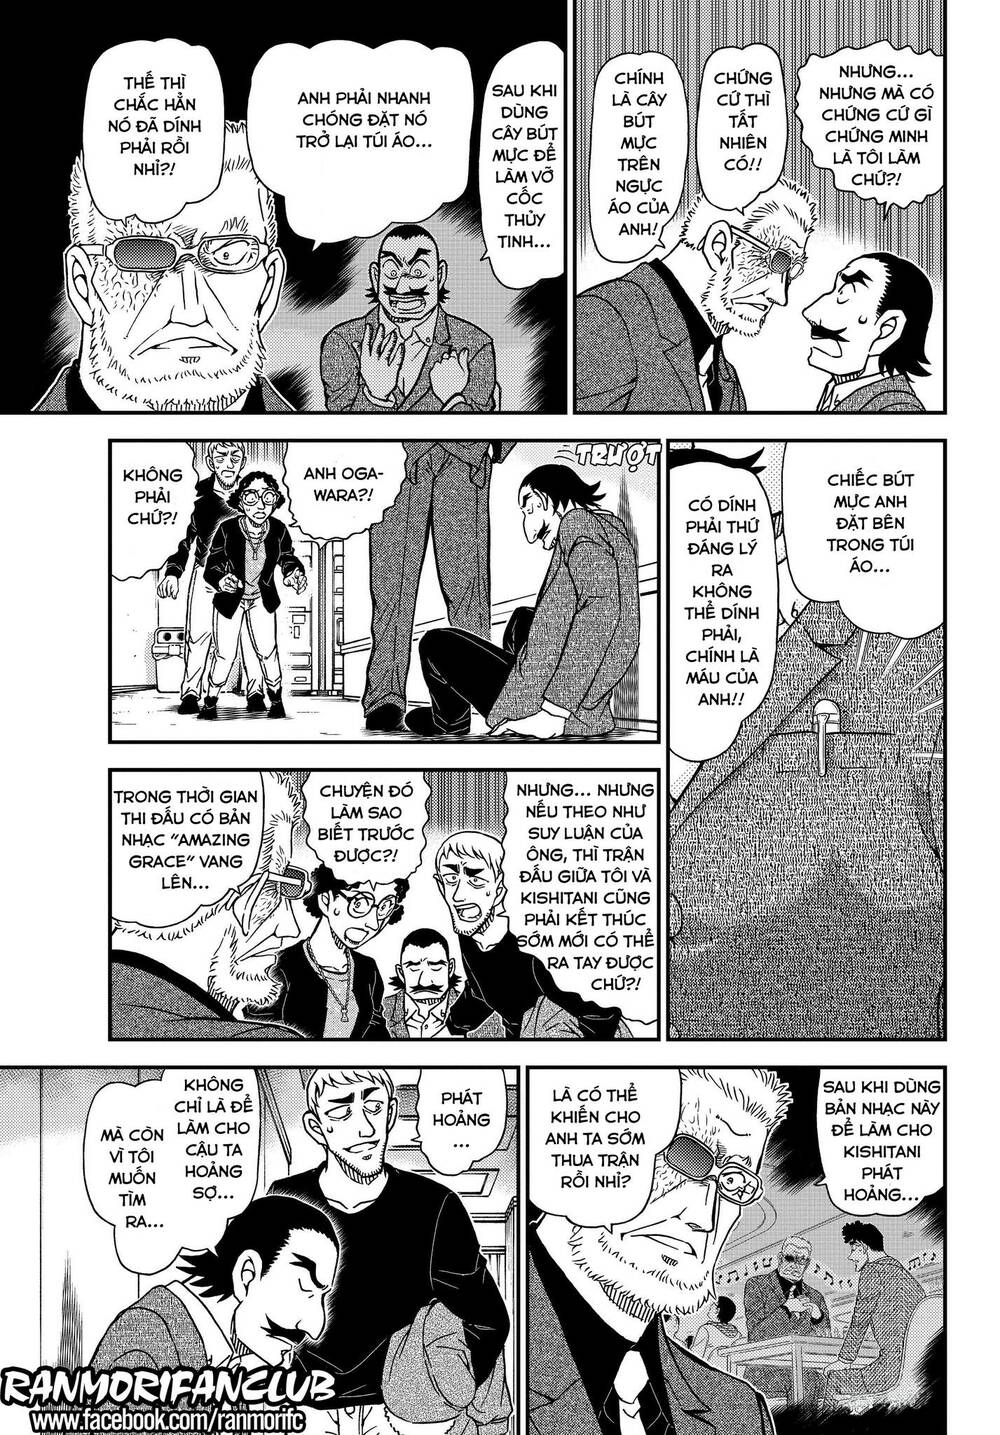 NHƯNG...
NHƯNG MÀ CÓ
CHỨNG CỨ GÌ
CHỨNG MINH
LÀ TÔI LÀM
CHỨ?!
CHỨNG
CỨ THÌ
TẤT
NHIÊN
CÓ!!
CHÍNH
LÀ CÂY
BÚT
MỰC
TRÊN
NGỰC
ÁO CỦA
ANH!
SAU KHI
DÙNG
CÂY BÚT
MỰC ĐỂ
LÀM VỠ
CỐC
THỦY
TINH...
ANH PHẢI NHANH
CHÓNG ĐẶT NÓ
TRỞ LẠI TÚI ÁO...
THẾ THÌ
CHẮC HẲN
NÓ ĐÃ DÍNH
PHẢI RỒI
NHỈ?!
CHIẾC BÚT
MỰC ANH
ĐẶT BÊN
TRONG TÚI
ÁO...
CÓ DÍNH
PHẢI THỨ
ĐÁNG LÝ
RA
KHÔNG
THỂ DÍNH
PHẢI,
CHÍNH LÀ
MÁU CỦA
ANH!!
TRƯỢT
ANH OGA-
WARA?!
KHÔNG
PHẢI
CHỨ?!
NHƯNG... NHƯNG
NẾU THEO NHƯ
SUY LUẬN CỦA
ÔNG, THÌ TRẬN
ĐẤU GIỮA TÔI VÀ
KISHITANI CŨNG
PHẢI KẾT THÚC
SỚM MỚI CÓ THỂ
RA TAY ĐƯỢC
CHỨ?!
CHUYỆN ĐÓ
LÀM SAO
BIẾT TRƯỚC
ĐƯỢC?!
TRONG THỜI GIAN
THI ĐẤU CÓ BẢN
NHẠC “AMAZING
GRACE” VANG
LÊN...
SAU KHI DÙNG
BẢN NHẠC NÀY
ĐỂ LÀM CHO
KISHITANI
PHÁT
HOẢNG...
LÀ CÓ THỂ
KHIẾN CHO
ANH TA SỚM
THUA TRẬN
RỒI NHỈ?
PHÁT
HOẢNG
...
KHÔNG
CHỈ LÀ ĐỂ
LÀM CHO
CẬU TA
HOẢNG
SỢ...
MÀ CÒN
VÌ TÔI
MUỐN
TÌM
RA...
RANMORIFANCLUB
www.facebook.com/ranmorifc